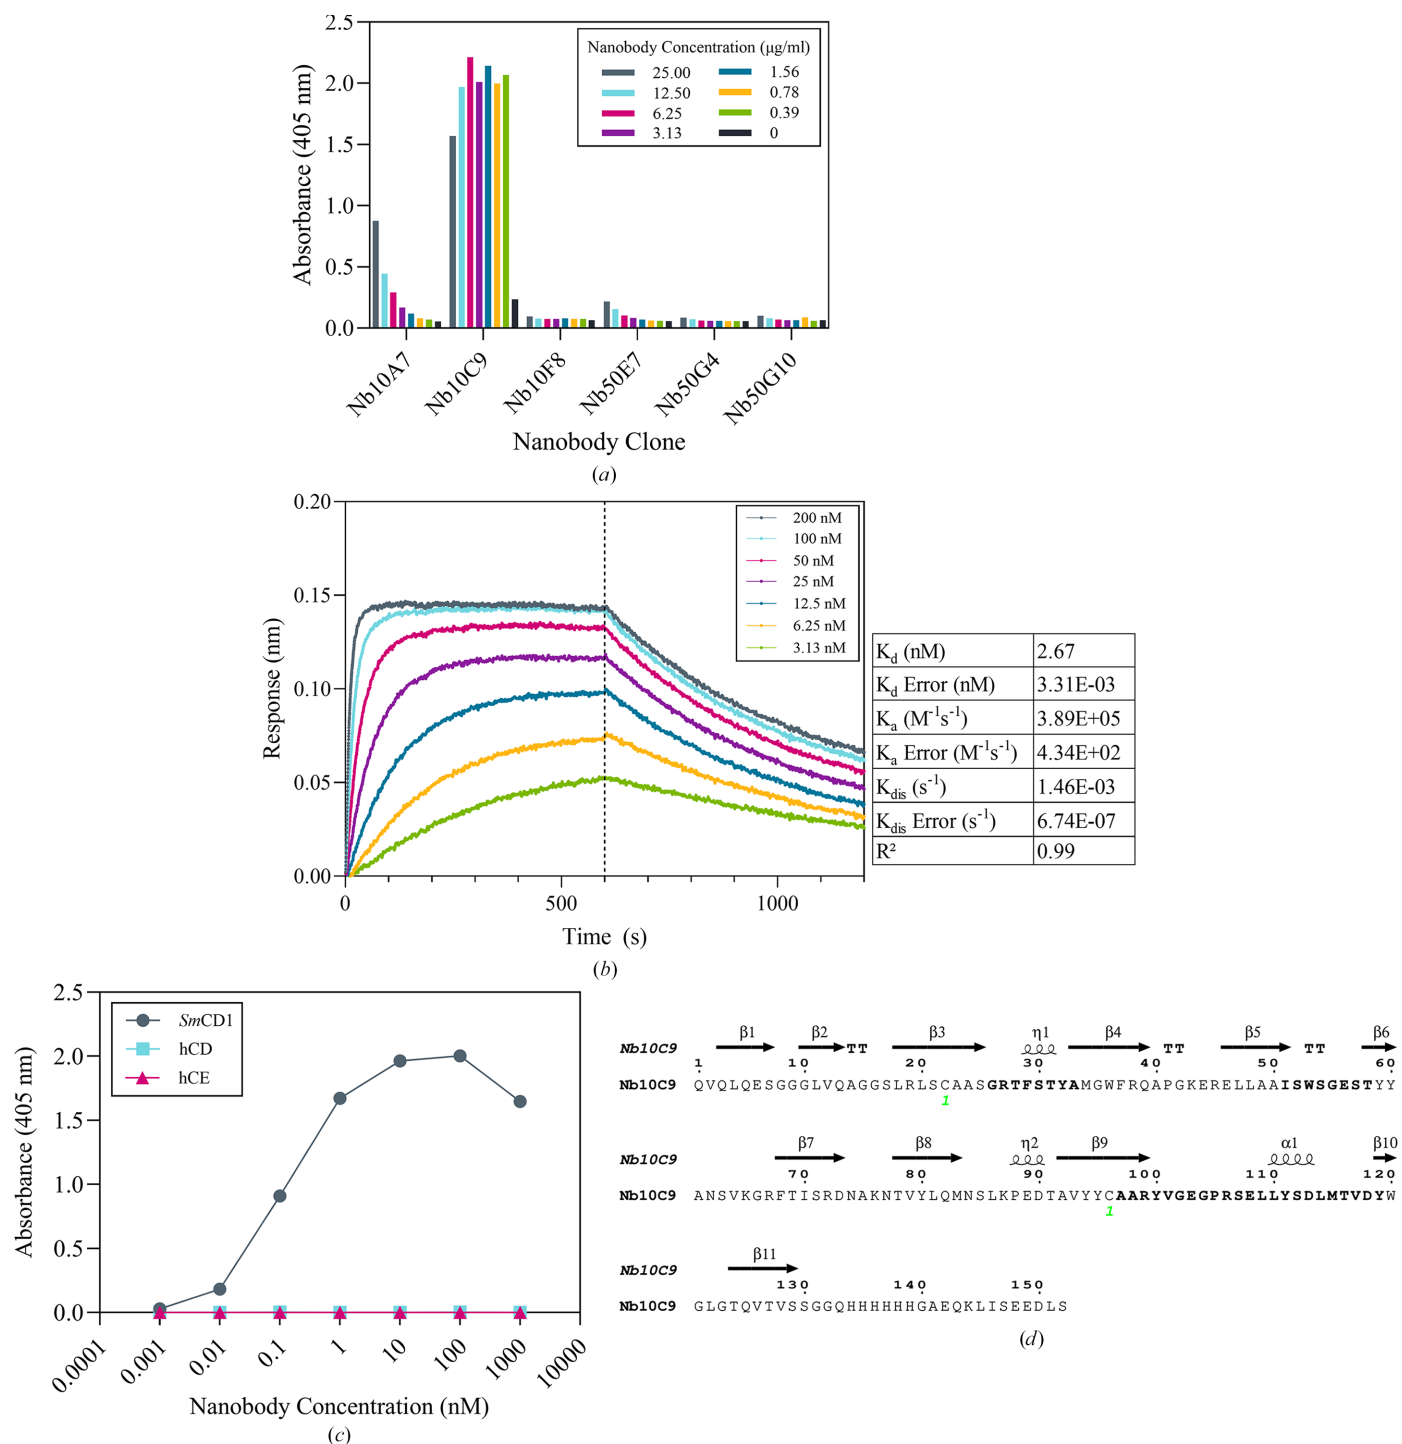 2.5
2.0
1.5
1.0
0.5
0.0
Absorbance (405 nm)
Nanobody Concentration (μg/ml)
25.00 1.56
12.50 0.78
6.25 0.39
3.13 0
Nb10A7 Nb10C9 Nb10F8 Nb50E7 Nb50G4 Nb50G10
Nanobody Clone
(a)
0.20
0.15
0.10
0.05
0.00
Response (nm)
200 nM
100 nM
50 nM
25 nM
12.5 nM
6.25 nM
3.13 nM
0 500 1000
Time (s)
(b)
Kd (nM) 2.67
Kd Error (nM) 3.31E-03
Ka (M-1s-1) 3.89E+05
Ka Error (M-1s-1) 4.34E+02
Kdis (s-1) 1.46E-03
Kdis Error (s-1) 6.74E-07
R² 0.99
2.5
2.0
1.5
1.0
0.5
0.0
Absorbance (405 nm)
SmCD1
hCD
hCE
0.0001 0.001 0.01 0.1 1 10 100 1000 10000
Nanobody Concentration (nM)
(c)
β1 β2 β3 η1 β4 β5 β6
Nb10C9 TT TT TT
1 10 20 30 40 50 60
Nb10C9 QVQLQESGGGLVQAGGSLRLSCAASGRTFSTYAMGWFRQAPGKERELLAAISWSGESTYY
1
β7 β8 η2 β9 α1 β10
Nb10C9
70 80 90 100 110 120
Nb10C9 ANSVKGRFTISRDNAKNTVYLQMNSLKPEDTAVYYCAARYVGEGPRSELLYSDLMTVDYW
1
β11
Nb10C9
130 140 150
Nb10C9 GLGTQVTVSSGGQHHHHHHGAEQKLISEEDLS
(d)